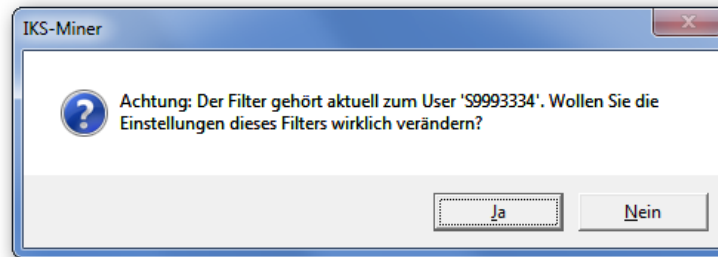 IKS-Miner
Achtung: Der Filter gehört aktuell zum User 'S9993334'. Wollen Sie die
Einstellungen dieses Filters wirklich verändern?
Ja
Nein